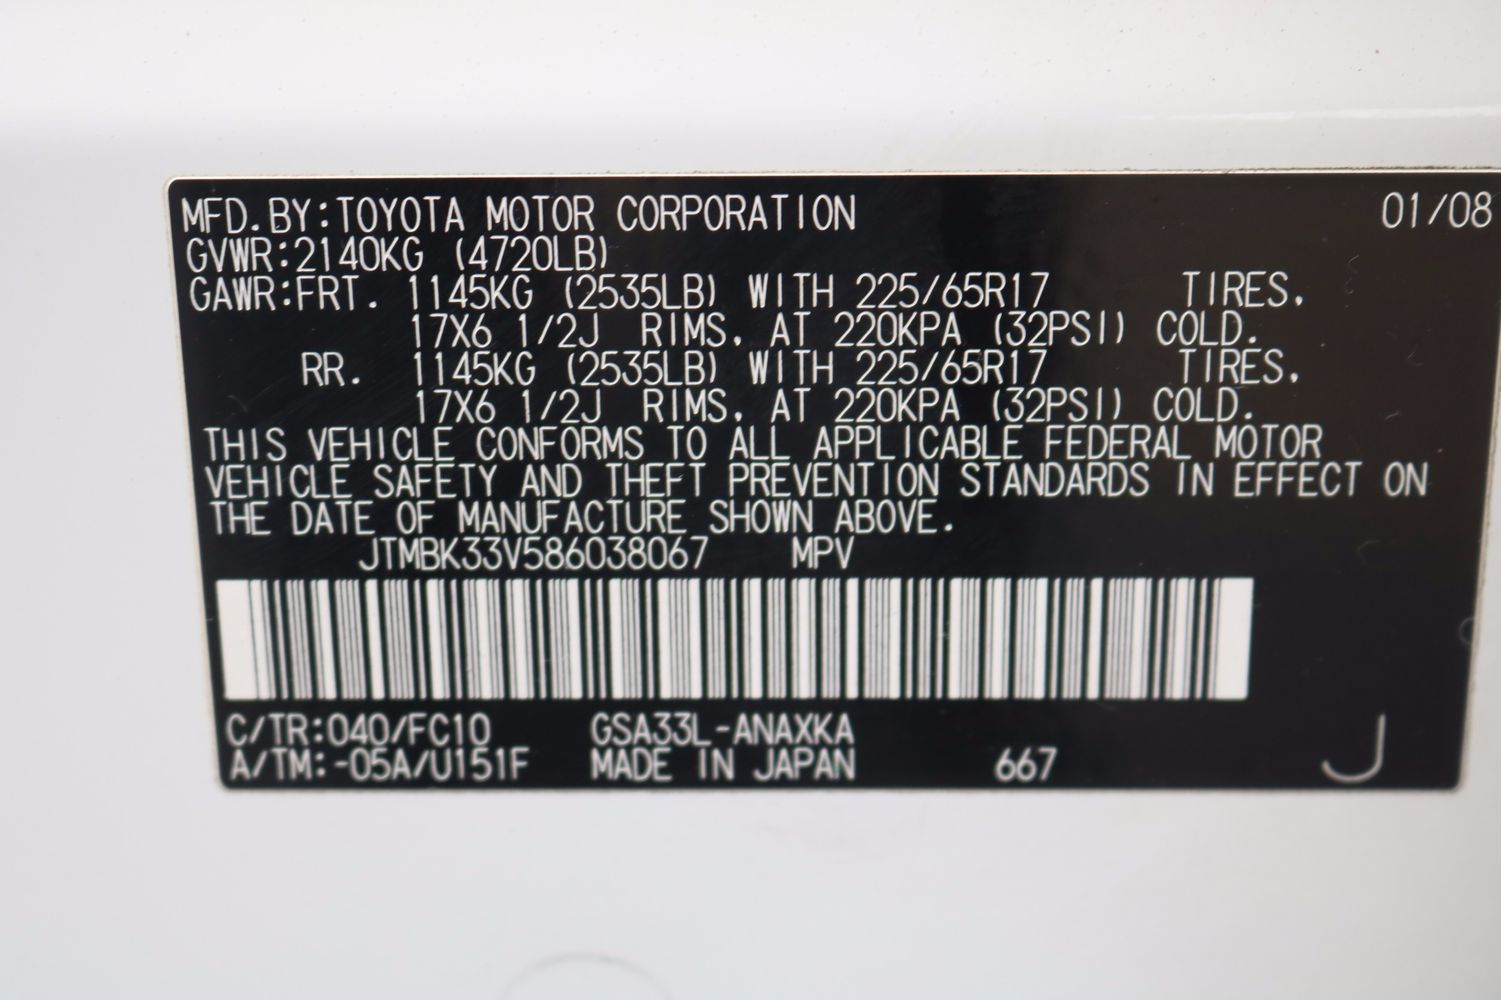 MFD.BY:TOYOTA MOTOR CORPORATION 01/08
GVWR:2140KG (4720LB)
GAWR:FRT. 1145KG (2535LB) WITH 225/65R17 TIRES,
17X6 1/2J RIMS, AT 220KPA (32PSI) COLD.
RR. 1145KG (2535LB) WITH 225/65R17 TIRES,
17X6 1/2J RIMS, AT 220KPA (32PSI) COLD.
THIS VEHICLE CONFORMS TO ALL APPLICABLE FEDERAL MOTOR
VEHICLE SAFETY AND THEFT PREVENTION STANDARDS IN EFFECT ON
THE DATE OF MANUFACTURE SHOWN ABOVE.
JTMBK33V586038067 MPV
C/TR:040/FC10 GSA33L-ANAXKA
A/TM:-05A/U151F MADE IN JAPAN 667 J